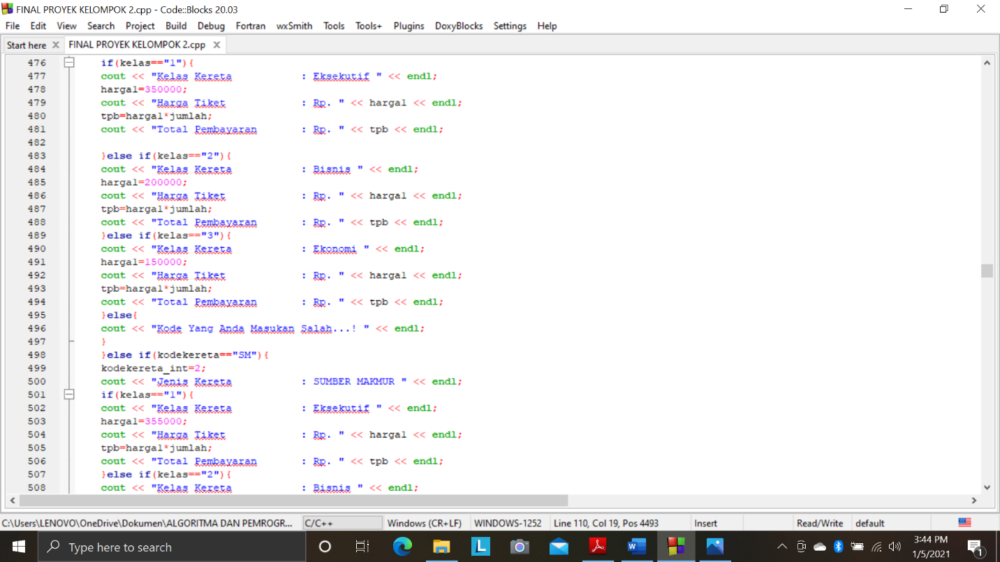 FINAL PROYEK KELOMPOK 2.cpp - Code::Blocks 20.03
File Edit View Search Project Build Debug Fortran wxSmith Tools Tools+ Plugins DoxyBlocks Settings Help
Start here FINAL PROYEK KELOMPOK 2.cpp
476 if(kelas=="1"){
477 cout << "Kelas Kereta : Eksekutif " << endl;
478 harga1=350000;
479 cout << "Harga Tiket : Rp. " << harga1 << endl;
480 tpb=harga1*jumlah;
481 cout << "Total Pembayaran : Rp. " << tpb << endl;
482
483 }else if(kelas=="2"){
484 cout << "Kelas Kereta : Bisnis " << endl;
485 harga1=200000;
486 cout << "Harga Tiket : Rp. " << harga1 << endl;
487 tpb=harga1*jumlah;
488 cout << "Total Pembayaran : Rp. " << tpb << endl;
489 }else if(kelas=="3"){
490 cout << "Kelas Kereta : Ekonomi " << endl;
491 harga1=150000;
492 cout << "Harga Tiket : Rp. " << harga1 << endl;
493 tpb=harga1*jumlah;
494 cout << "Total Pembayaran : Rp. " << tpb << endl;
495 }else{
496 cout << "Kode Yang Anda Masukan Salah...! " << endl;
497 }
498 }else if(kodekereta=="SM"){
499 kodekereta_int=2;
500 cout << "Jenis Kereta : SUMBER MAKMUR " << endl;
501 if(kelas=="1"){
502 cout << "Kelas Kereta : Eksekutif " << endl;
503 harga1=355000;
504 cout << "Harga Tiket : Rp. " << harga1 << endl;
505 tpb=harga1*jumlah;
506 cout << "Total Pembayaran : Rp. " << tpb << endl;
507 }else if(kelas=="2"){
508 cout << "Kelas Kereta : Bisnis " << endl;
C:\Users\LENOVO\OneDrive\Dokumen\ALGORITMA DAN PEMROGR... C/C++ Windows (CR+LF) WINDOWS-1252 Line 110, Col 19, Pos 4493 Insert Read/Write default
Type here to search
3:44 PM
1/5/2021
1